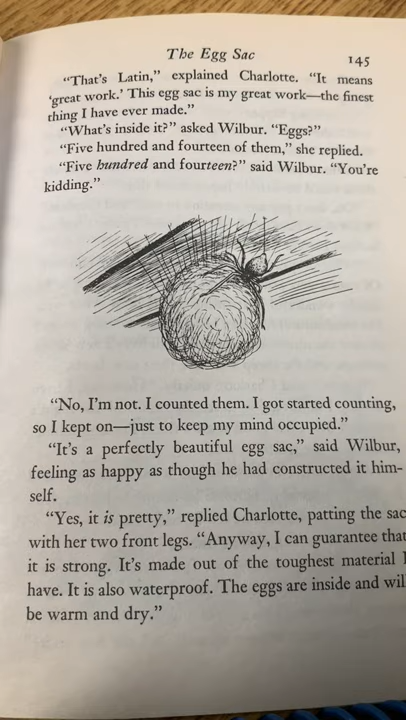 The Egg Sac
145
“That’s Latin,” explained Charlotte. “It means
‘great work.’ This egg sac is my great work—the finest
thing I have ever made.”
“What’s inside it?” asked Wilbur. “Eggs?”
“Five hundred and fourteen of them,” she replied.
“Five hundred and fourteen?” said Wilbur. “You’re
kidding.”
“No, I’m not. I counted them. I got started counting,
so I kept on—just to keep my mind occupied.”
“It’s a perfectly beautiful egg sac,” said Wilbur,
feeling as happy as though he had constructed it him-
self.
“Yes, it is pretty,” replied Charlotte, patting the sac
with her two front legs. “Anyway, I can guarantee that
it is strong. It’s made out of the toughest material I
have. It is also waterproof. The eggs are inside and wil
be warm and dry.”